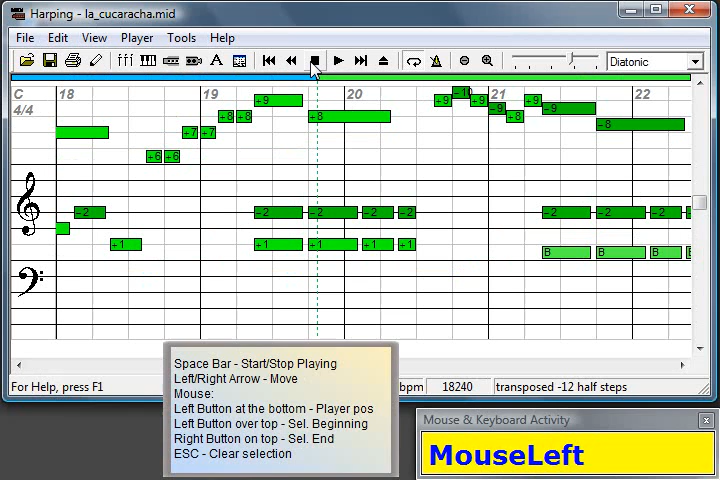 Harping - la_cucaracha.mid
File Edit View Player Tools Help
Diatonic
C 18 19 20 21 22
4/4
+9 +9 -10 +9 -9 +9 -9
+8 +8 +8 +8 -8
+7 +7
+6 +6
-2 -2 -2 -2 -2 -2 -2 -2
+1 +1 +1 +1 +1
B B B B
Space Bar - Start/Stop Playing
Left/Right Arrow - Move
Mouse:
Left Button at the bottom - Player pos
Left Button over top - Sel. Beginning
Right Button on top - Sel. End
ESC - Clear selection
For Help, press F1
bpm 18240 transposed -12 half steps
Mouse & Keyboard Activity
MouseLeft